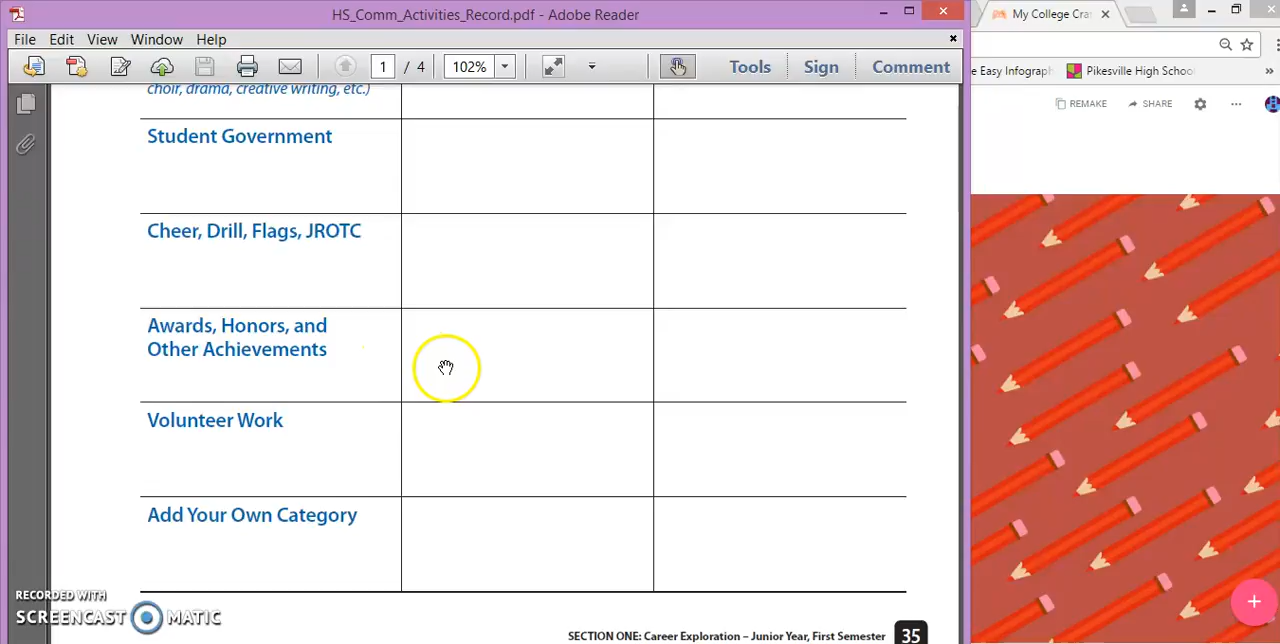 HS_Comm_Activities_Record.pdf - Adobe Reader
My College Cra
File Edit View Window Help
1 / 4 102% Tools Sign Comment
e Easy Infograph Pikesville High Schoo
REMAKE SHARE
choir, drama, creative writing, etc.)
Student Government
Cheer, Drill, Flags, JROTC
Awards, Honors, and
Other Achievements
Volunteer Work
Add Your Own Category
RECORDED WITH
SCREENCAST MATIC
SECTION ONE: Career Exploration – Junior Year, First Semester 35